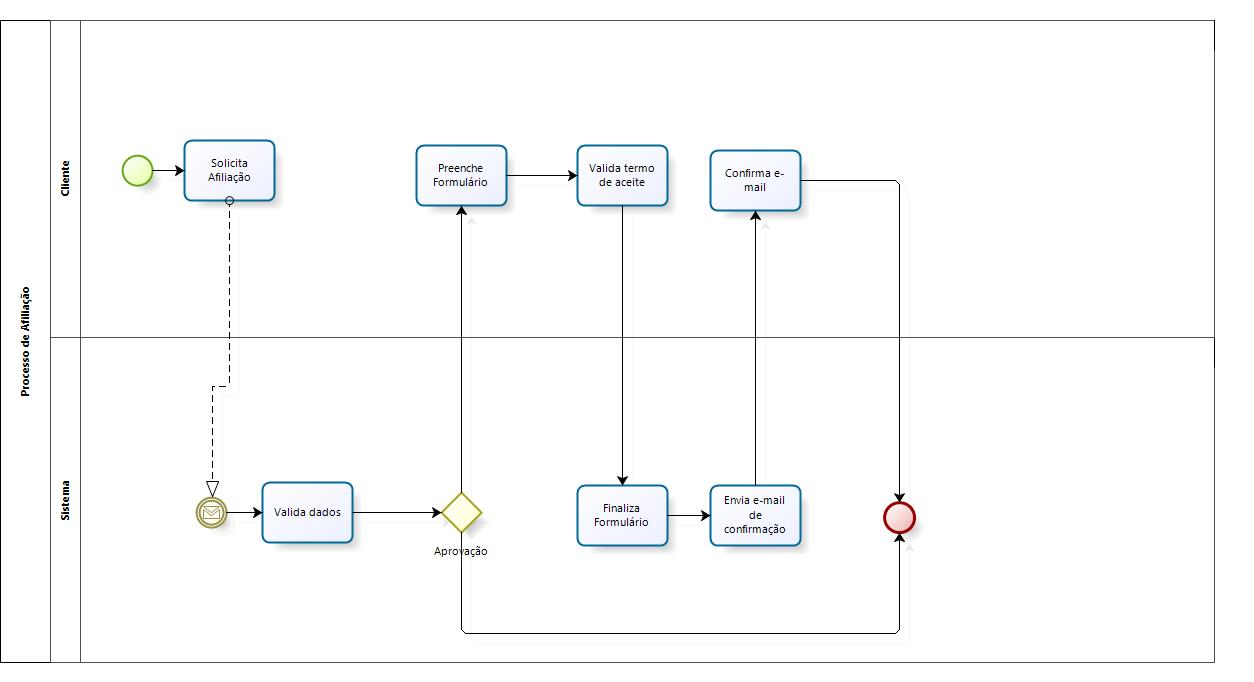 Processo de Afiliação
Cliente
Solicita
Afiliação
Preenche
Formulário
Valida termo
de aceite
Confirma e-
mail
Sistema
Valida dados
Aprovação
Finaliza
Formulário
Envia e-mail
de
confirmação